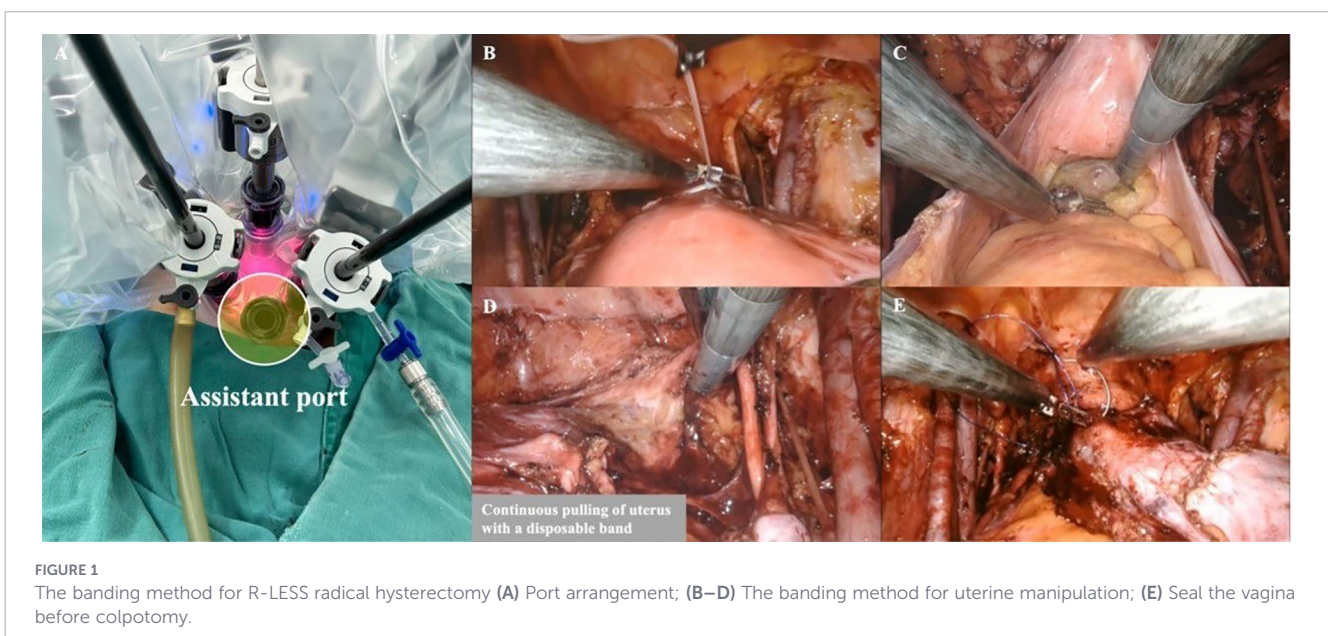 A
B
C
Assistant port
D
Continuous pulling of uterus
with a disposable band
E
FIGURE 1
The banding method for R-LESS radical hysterectomy (A) Port arrangement; (B–D) The banding method for uterine manipulation; (E) Seal the vagina
before colpotomy.